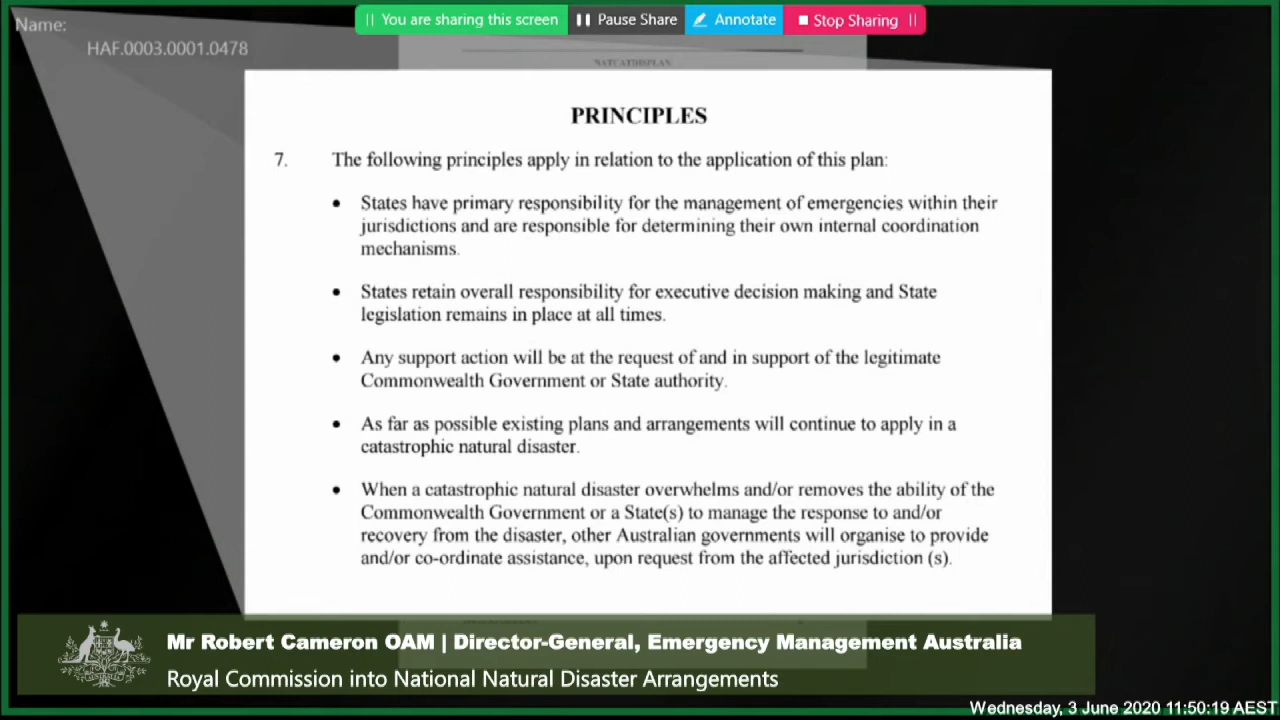 Name:
HAF.0003.0001.0478
You are sharing this screen
Pause Share
Annotate
Stop Sharing
NATCATDISPLAN
PRINCIPLES
7. The following principles apply in relation to the application of this plan:
• States have primary responsibility for the management of emergencies within their
jurisdictions and are responsible for determining their own internal coordination
mechanisms.
• States retain overall responsibility for executive decision making and State
legislation remains in place at all times.
• Any support action will be at the request of and in support of the legitimate
Commonwealth Government or State authority.
• As far as possible existing plans and arrangements will continue to apply in a
catastrophic natural disaster.
• When a catastrophic natural disaster overwhelms and/or removes the ability of the
Commonwealth Government or a State(s) to manage the response to and/or
recovery from the disaster, other Australian governments will organise to provide
and/or co-ordinate assistance, upon request from the affected jurisdiction (s).
Mr Robert Cameron OAM | Director-General, Emergency Management Australia
Royal Commission into National Natural Disaster Arrangements
Wednesday, 3 June 2020 11:50:19 AEST